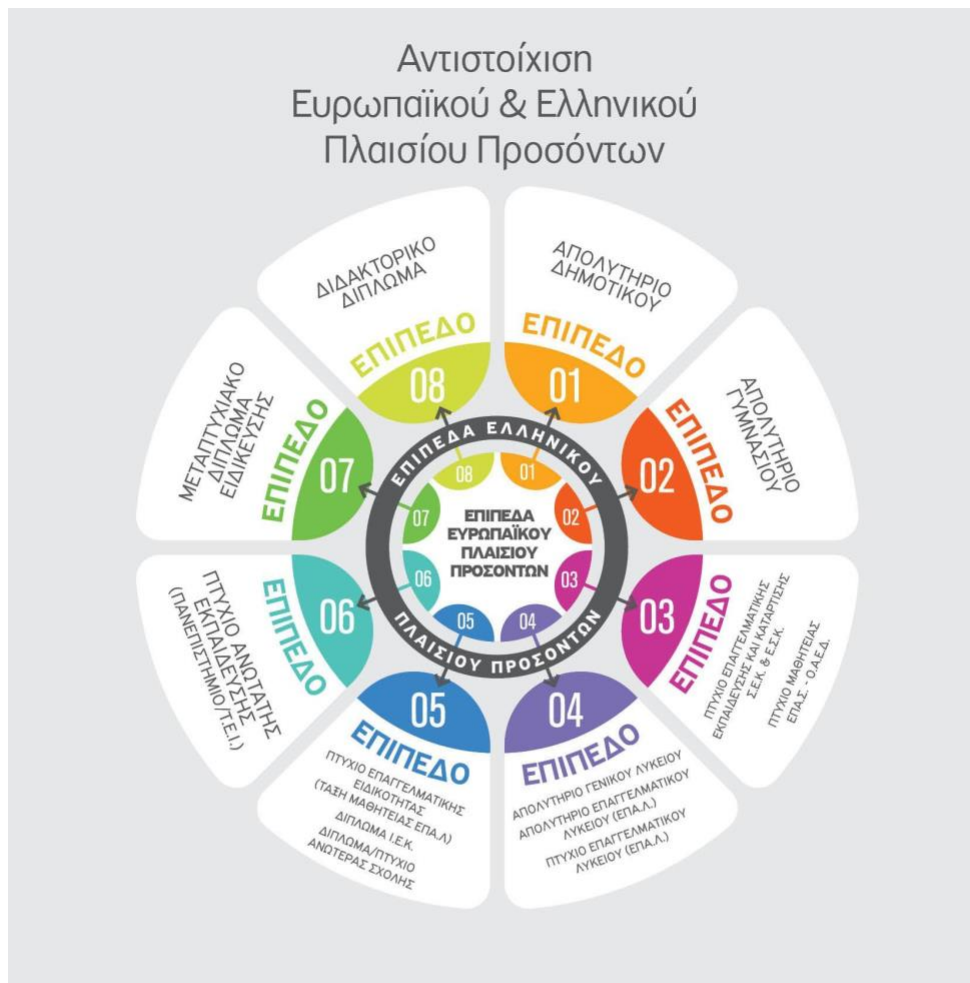 Αντιστοίχιση
Ευρωπαϊκού & Ελληνικού
Πλαισίου Προσόντων
ΑΠΟΛΥΤΗΡΙΟ
ΔΗΜΟΤΙΚΟΥ
ΕΠΙΠΕΔΟ
01
ΑΠΟΛΥΤΗΡΙΟ
ΓΥΜΝΑΣΙΟΥ
ΕΠΙΠΕΔΟ
02
ΕΠΙΠΕΔΟ
03
ΠΤΥΧΙΟ ΕΠΑΓΓΕΛΜΑΤΙΚΗΣ
ΕΚΠΑΙΔΕΥΣΗΣ ΚΑΙ ΚΑΤΑΡΤΙΣΗΣ
Σ.Ε.Κ. & Ε.Σ.Κ.
ΠΤΥΧΙΟ ΜΑΘΗΤΕΙΑΣ
ΕΠΑ.Σ. - Ο.Α.Ε.Δ.
04
ΕΠΙΠΕΔΟ
ΑΠΟΛΥΤΗΡΙΟ ΓΕΝΙΚΟΥ ΛΥΚΕΙΟΥ
ΑΠΟΛΥΤΗΡΙΟ ΕΠΑΓΓΕΛΜΑΤΙΚΟΥ
ΛΥΚΕΙΟΥ (ΕΠΑ.Λ.)
ΠΤΥΧΙΟ ΕΠΑΓΓΕΛΜΑΤΙΚΟΥ
ΛΥΚΕΙΟΥ (ΕΠΑ.Λ.)
05
ΕΠΙΠΕΔΟ
ΠΤΥΧΙΟ ΕΠΑΓΓΕΛΜΑΤΙΚΗΣ
ΕΙΔΙΚΟΤΗΤΑΣ
(ΤΑΞΗ ΜΑΘΗΤΕΙΑΣ ΕΠΑ.Λ)
ΔΙΠΛΩΜΑ Ι.Ε.Κ.
ΔΙΠΛΩΜΑ/ΠΤΥΧΙΟ
ΑΝΩΤΕΡΑΣ ΣΧΟΛΗΣ
06
ΕΠΙΠΕΔΟ
ΠΤΥΧΙΟ ΑΝΩΤΑΤΗΣ
ΕΚΠΑΙΔΕΥΣΗΣ
(ΠΑΝΕΠΙΣΤΗΜΙΟ/Τ.Ε.Ι.)
ΜΕΤΑΠΤΥΧΙΑΚΟ
ΔΙΠΛΩΜΑ
ΕΙΔΙΚΕΥΣΗΣ
ΕΠΙΠΕΔΟ
07
ΔΙΔΑΚΤΟΡΙΚΟ
ΔΙΠΛΩΜΑ
ΕΠΙΠΕΔΟ
08
ΕΠΙΠΕΔΑ ΕΛΛΗΝΙΚΟΥ
ΠΛΑΙΣΙΟΥ ΠΡΟΣΟΝΤΩΝ
01
02
03
04
05
06
07
08
ΕΠΙΠΕΔΑ
ΕΥΡΩΠΑΪΚΟΥ
ΠΛΑΙΣΙΟΥ
ΠΡΟΣΟΝΤΩΝ